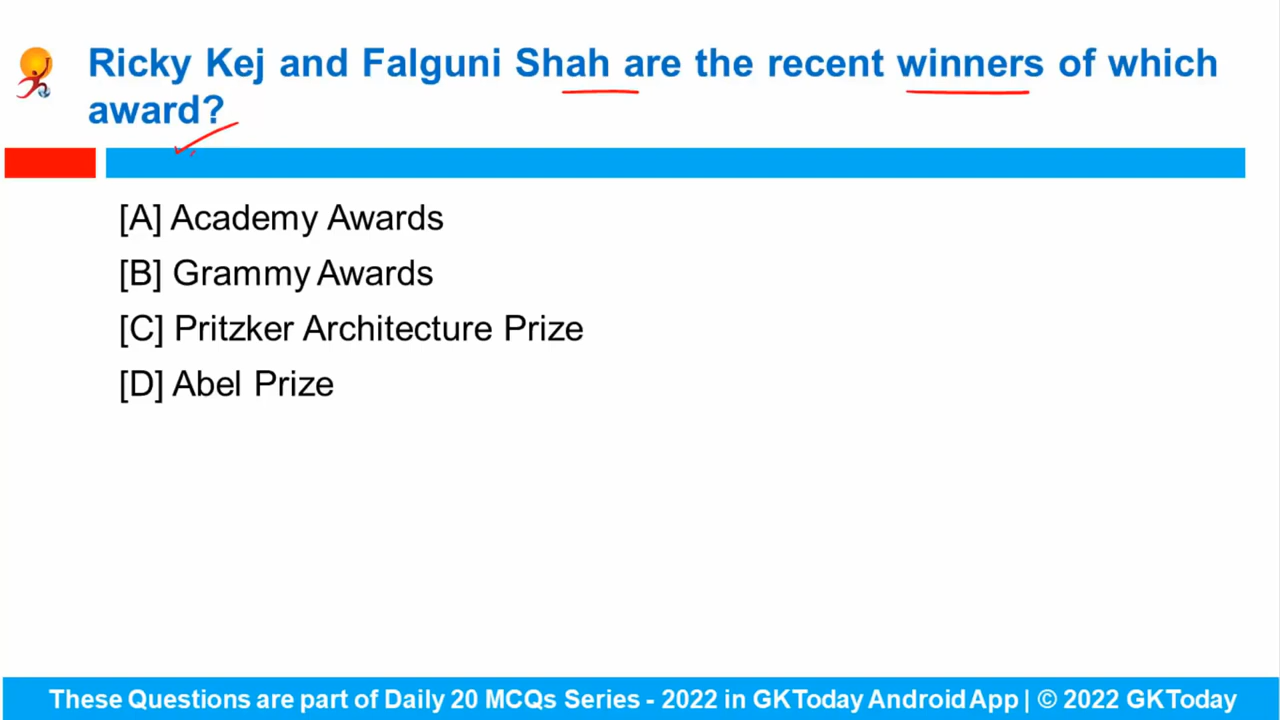 Ricky Kej and Falguni Shah are the recent winners of which
award?
[A] Academy Awards
[B] Grammy Awards
[C] Pritzker Architecture Prize
[D] Abel Prize
These Questions are part of Daily 20 MCQs Series - 2022 in GKToday Android App | © 2022 GKToday